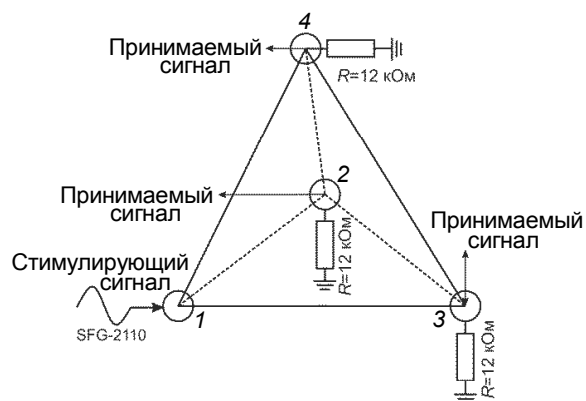 4
Принимаемый
сигнал
R=12 кОм
2
Принимаемый
сигнал
R=12 кОм
Принимаемый
сигнал
Стимулирующий
сигнал
1
3
SFG-2110
R=12 кОм